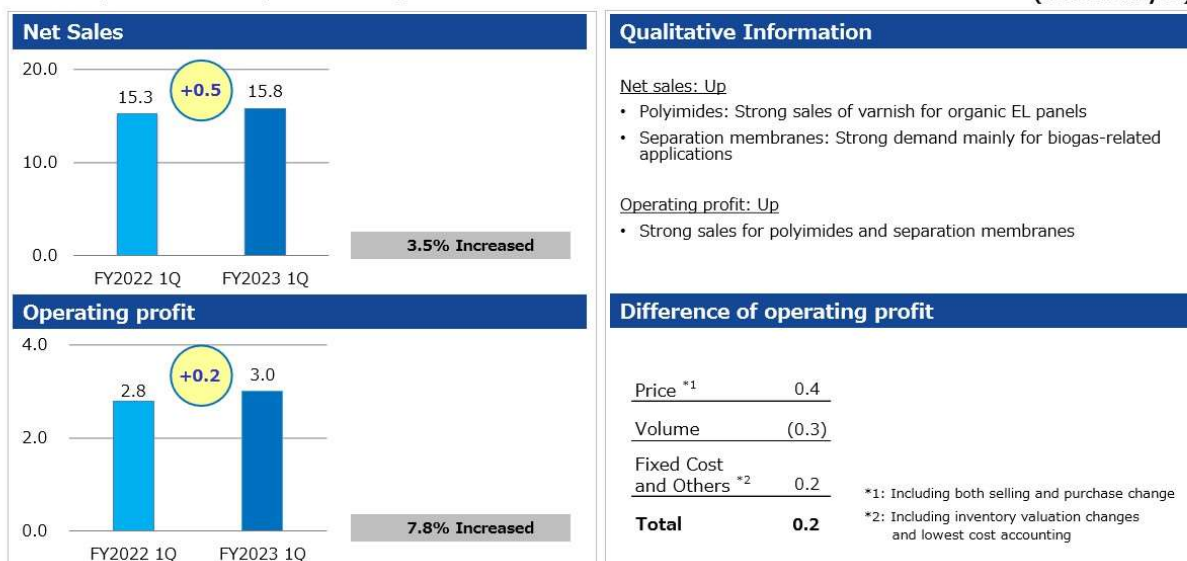 Net Sales
20.0
10.0
0.0
15.3
+0.5
15.8
FY2022 1Q
FY2023 1Q
3.5% Increased
Operating profit
4.0
2.0
0.0
2.8
+0.2
3.0
FY2022 1Q
FY2023 1Q
7.8% Increased
Qualitative Information
Net sales: Up
• Polyimides: Strong sales of varnish for organic EL panels
• Separation membranes: Strong demand mainly for biogas-related
applications
Operating profit: Up
• Strong sales for polyimides and separation membranes
Difference of operating profit
Price *1 0.4
Volume (0.3)
Fixed Cost
and Others *2 0.2
Total 0.2
*1: Including both selling and purchase change
*2: Including inventory valuation changes
and lowest cost accounting